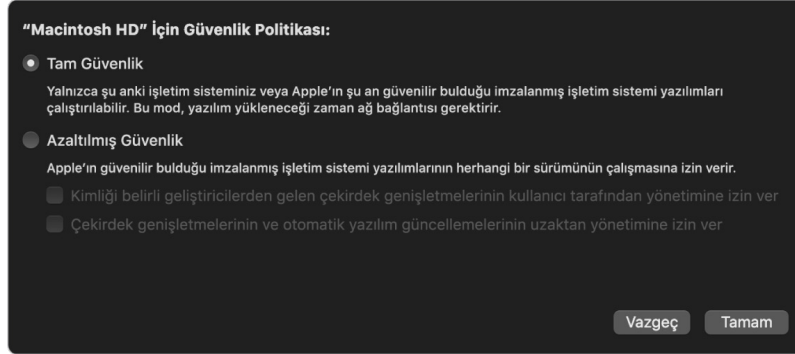 “Macintosh HD” İçin Güvenlik Politikası:
Tam Güvenlik
Yalnızca şu anki işletim sisteminiz veya Apple’ın şu an güvenilir bulduğu imzalanmış işletim sistemi yazılımları
çalıştırılabilir. Bu mod, yazılım yükleneceği zaman ağ bağlantısı gerektirir.
Azaltılmış Güvenlik
Apple’ın güvenilir bulduğu imzalanmış işletim sistemi yazılımlarının herhangi bir sürümünün çalışmasına izin verir.
Kimliği belirli geliştiricilerden gelen çekirdek genişletmelerinin kullanıcı tarafından yönetimine izin ver
Çekirdek genişletmelerinin ve otomatik yazılım güncellemelerinin uzaktan yönetimine izin ver
Vazgeç Tamam